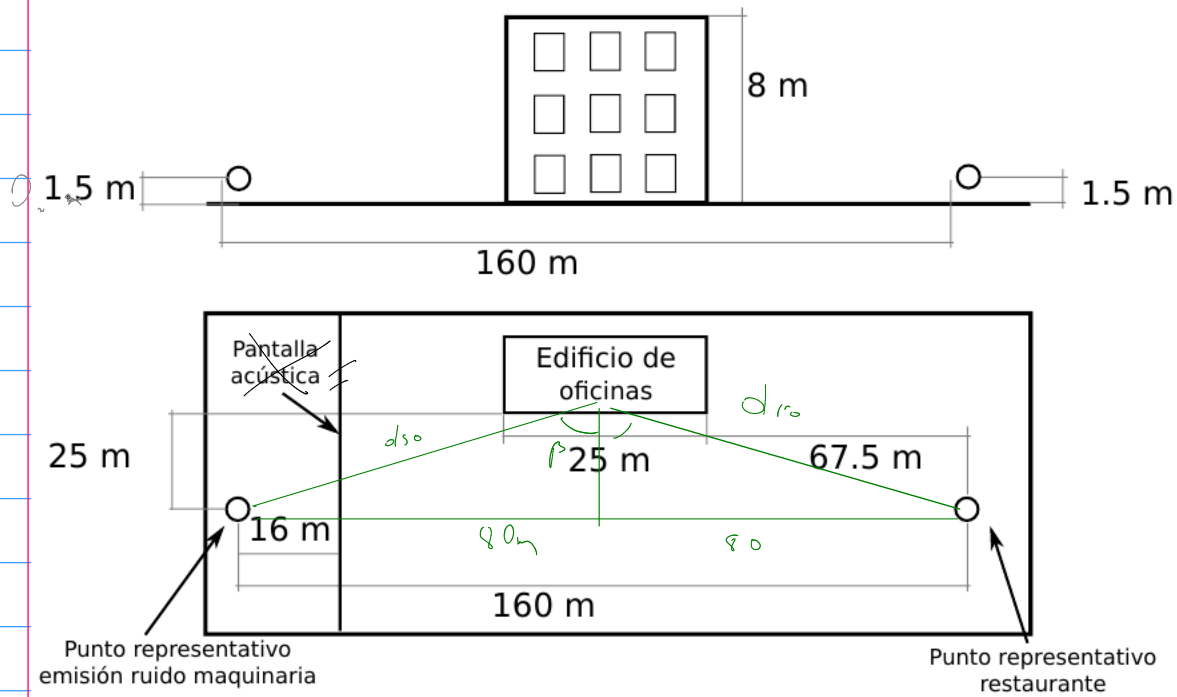 8 m
1.5 m
1.5 m
160 m
Pantalla
acústica
Edificio de
oficinas
dso
dro
25 m
β
25 m
67.5 m
16 m
80m
80
160 m
Punto representativo
emisión ruido maquinaria
Punto representativo
restaurante